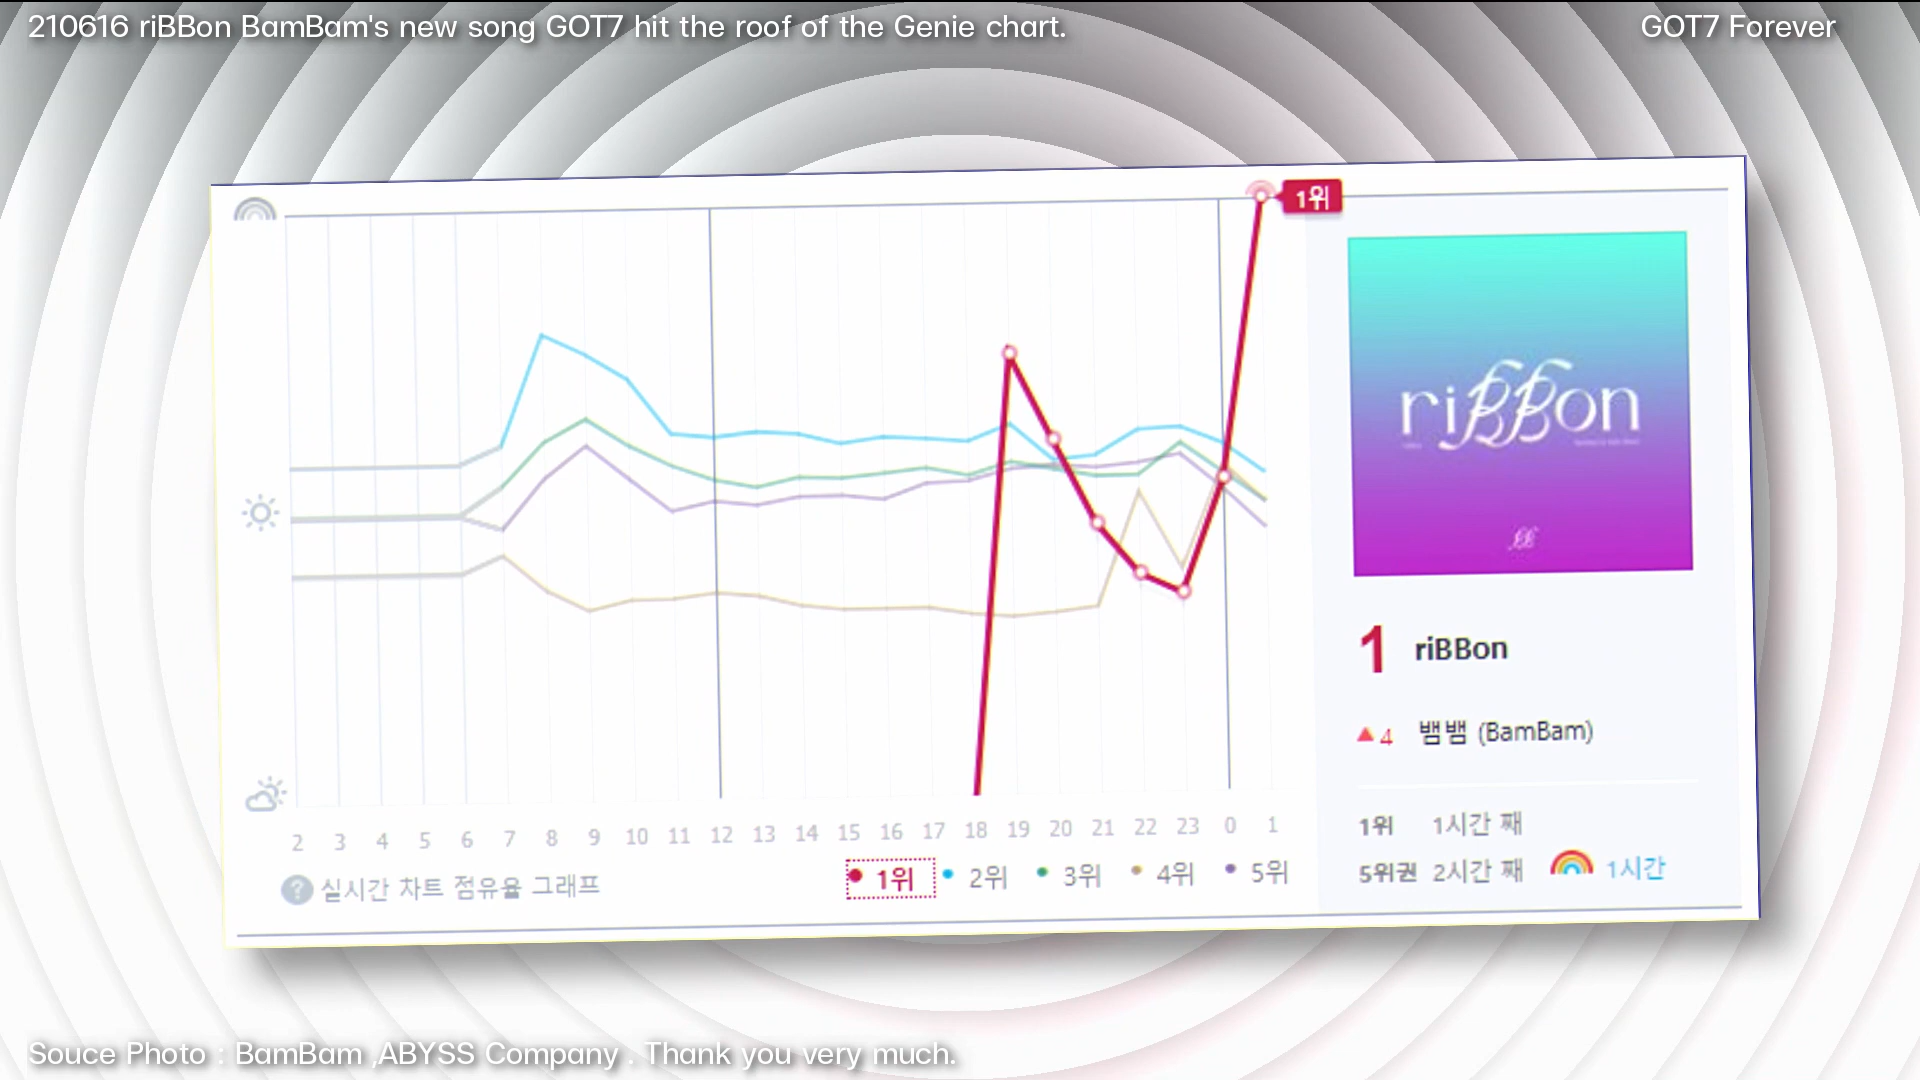 210616 riBBon BamBam's new song GOT7 hit the roof of the Genie chart.
GOT7 Forever
1위
riBBon
1 riBBon
▲4 뱀뱀 (BamBam)
1위 1시간 째
5위권 2시간 째 1시간
2 3 4 5 6 7 8 9 10 11 12 13 14 15 16 17 18 19 20 21 22 23 0 1
? 실시간 차트 점유율 그래프
1위 2위 3위 4위 5위
Souce Photo : BamBam ,ABYSS Company . Thank you very much.